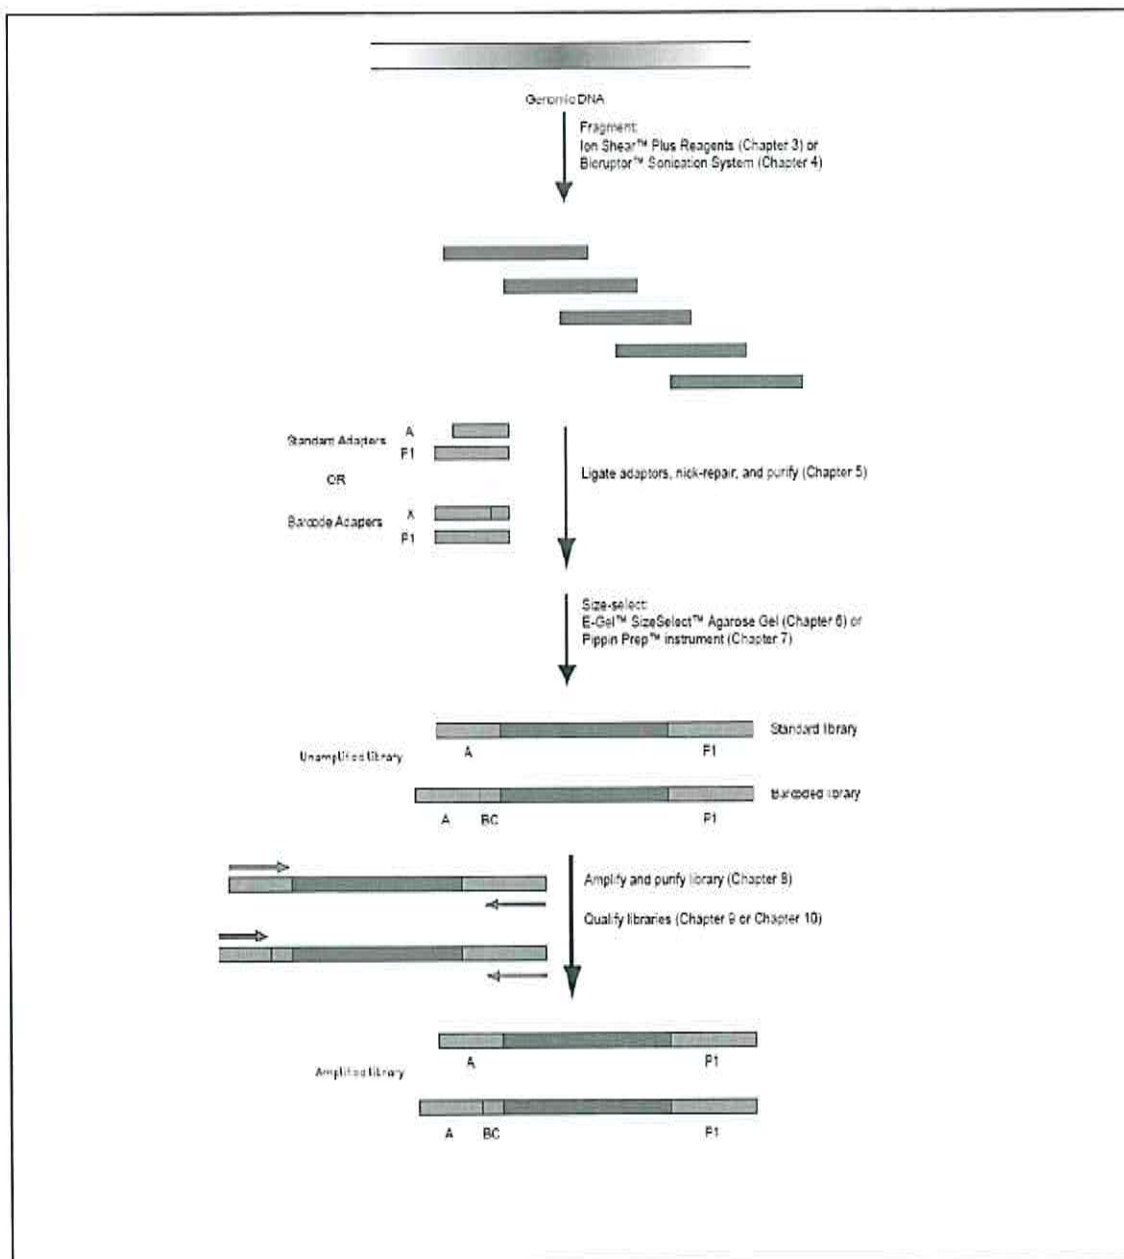 Genomic DNA
Fragment:
Ion Shear™ Plus Reagents (Chapter 3) or
Bioruptor™ Sonication System (Chapter 4)
Standard Adapters
A
P1
OR
Barcode Adapers
X
P1
Ligate adaptors, nick-repair, and purify (Chapter 5)
Size-select:
E-Gel™ SizeSelect™ Agarose Gel (Chapter 6) or
Pippin Prep™ instrument (Chapter 7)
Standard library
A
P1
Unamplified library
Barcoded library
A
BC
P1
Amplify and purify library (Chapter 8)
Qualify libraries (Chapter 9 or Chapter 10)
A
P1
Amplified library
A
BC
P1